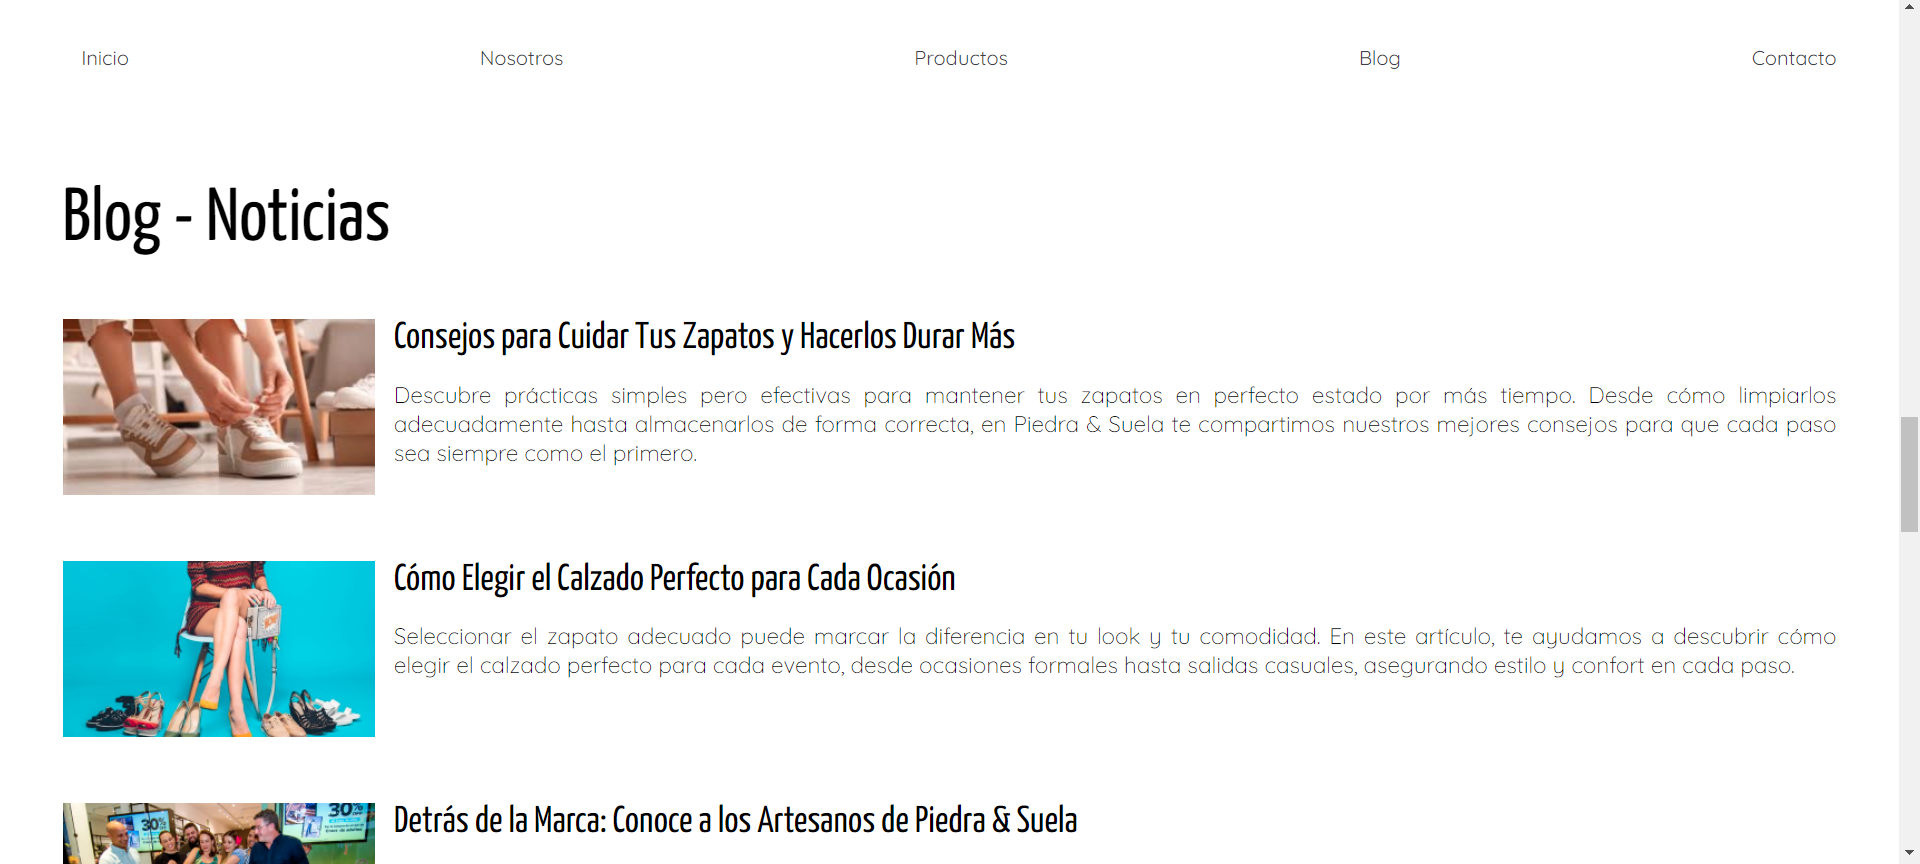 Inicio Nosotros Productos Blog Contacto
Blog - Noticias
Consejos para Cuidar Tus Zapatos y Hacerlos Durar Más
Descubre prácticas simples pero efectivas para mantener tus zapatos en perfecto estado por más tiempo. Desde cómo limpiarlos
adecuadamente hasta almacenarlos de forma correcta, en Piedra & Suela te compartimos nuestros mejores consejos para que cada paso
sea siempre como el primero.
Cómo Elegir el Calzado Perfecto para Cada Ocasión
Seleccionar el zapato adecuado puede marcar la diferencia en tu look y tu comodidad. En este artículo, te ayudamos a descubrir cómo
elegir el calzado perfecto para cada evento, desde ocasiones formales hasta salidas casuales, asegurando estilo y confort en cada paso.
Detrás de la Marca: Conoce a los Artesanos de Piedra & Suela
30%
30%